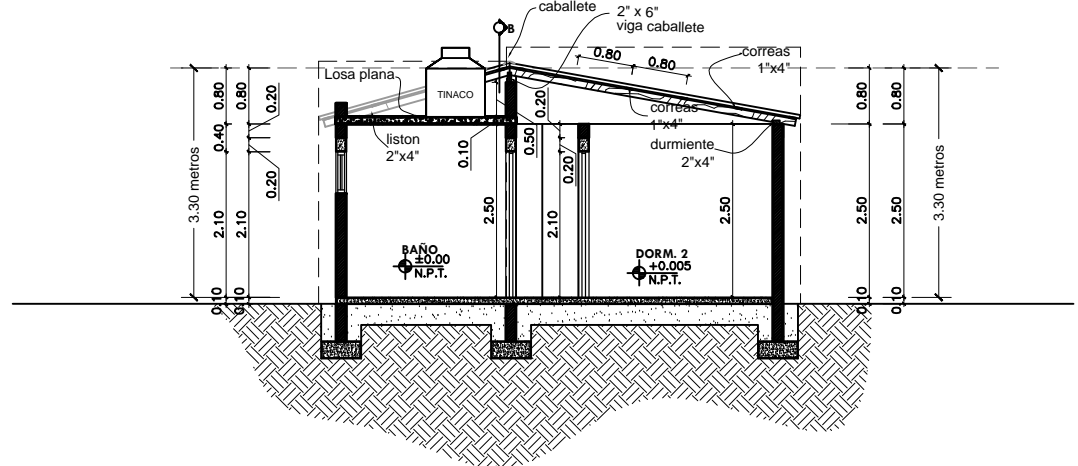 caballete
2" x 6"
viga caballete
B
0.80
0.80
correas
1"x4"
Losa plana
TINACO
0.80
0.80
0.20
0.20
correas
1"x4"
0.80
0.80
liston
2"x4"
0.10
0.50
durmiente
2"x4"
0.40
0.20
0.20
3.30 metros
2.10
2.10
2.50
2.10
2.50
2.50
2.50
3.30 metros
BAÑO
±0.00
N.P.T.
DORM. 2
+0.005
N.P.T.
0.10
0.10
0.10
0.10